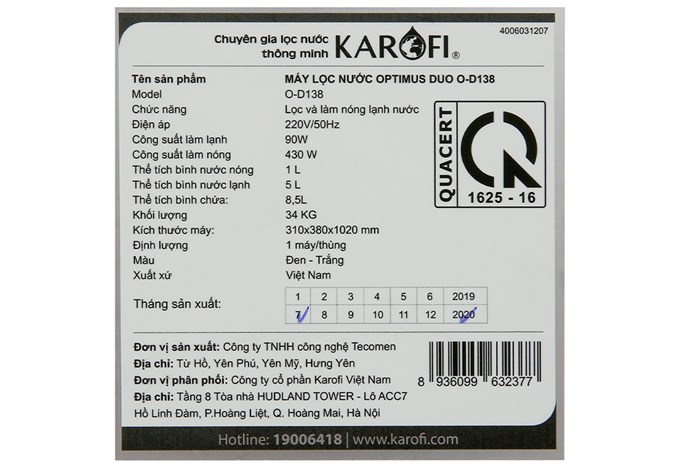 4006031207
Chuyên gia lọc nước
thông minh KAROFI®
Tên sản phẩm MÁY LỌC NƯỚC OPTIMUS DUO O-D138
Model O-D138
Chức năng Lọc và làm nóng lạnh nước
Điện áp 220V/50Hz
Công suất làm lạnh 90W
Công suất làm nóng 430 W
Thể tích bình nước nóng 1 L
Thể tích bình nước lạnh 5 L
Thể tích bình chứa: 8,5L
Khối lượng 34 KG
Kích thước máy: 310x380x1020 mm
Định lượng 1 máy/thùng
Màu Đen - Trắng
Xuất xứ Việt Nam
QUACERT
1625 - 16
Tháng sản xuất:
1 2 3 4 5 6 2019
7 8 9 10 11 12 2020
Đơn vị sản xuất: Công ty TNHH công nghệ Tecomen
Địa chỉ: Từ Hồ, Yên Phú, Yên Mỹ, Hưng Yên
Đơn vị phân phối: Công ty cổ phần Karofi Việt Nam
Địa chỉ: Tầng 8 Tòa nhà HUDLAND TOWER - Lô ACC7
Hồ Linh Đàm, P.Hoàng Liệt, Q. Hoàng Mai, Hà Nội
8 936099 632377
Hotline: 19006418 | www.karofi.com